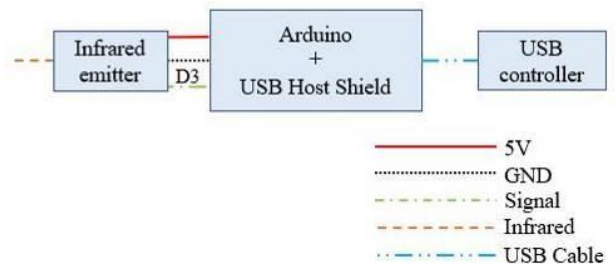 Infrared
emitter
D3
Arduino
+
USB Host Shield
USB
controller
5V
GND
Signal
Infrared
USB Cable